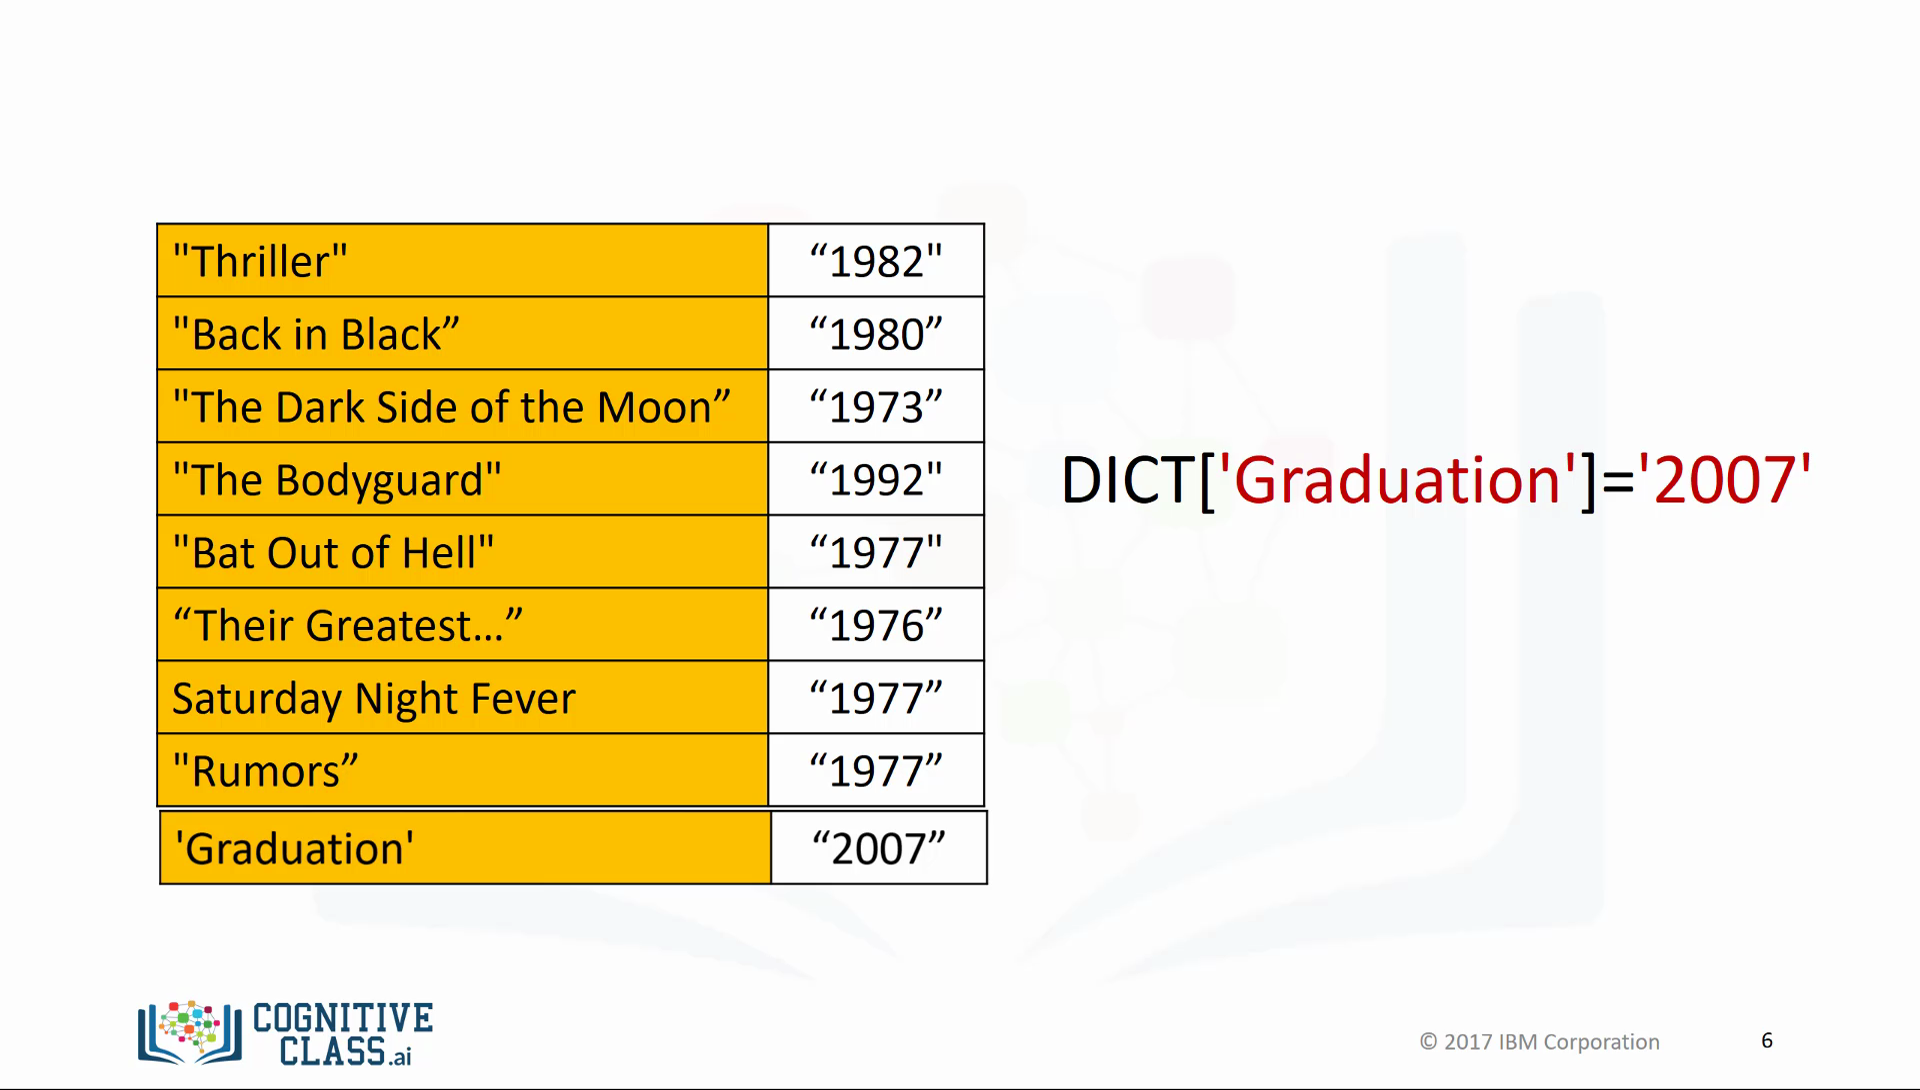 "Thriller" “1982"
"Back in Black” “1980”
"The Dark Side of the Moon” “1973”
"The Bodyguard" “1992"
"Bat Out of Hell" “1977"
“Their Greatest...” “1976”
Saturday Night Fever “1977”
"Rumors” “1977”
'Graduation' “2007”
DICT['Graduation']='2007'
COGNITIVE
CLASS.ai
© 2017 IBM Corporation 6